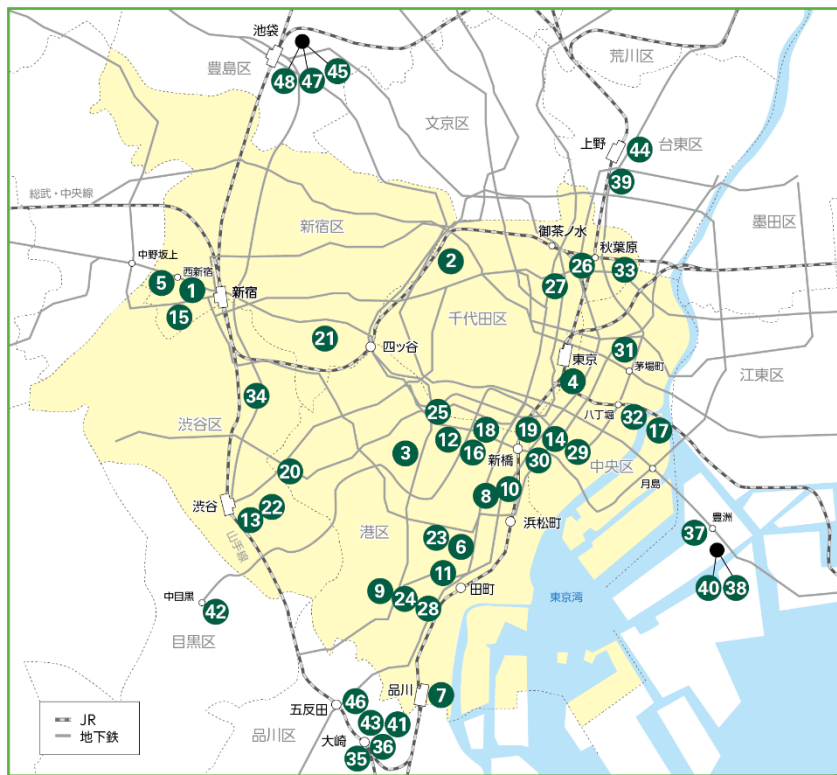 池袋
豊島区
48
47
45
荒川区
文京区
上野
44
台東区
39
総武・中央線
新宿区
墨田区
中野坂上
西新宿
5
1
新宿
15
2
御茶ノ水
秋葉原
26
27
33
千代田区
21
四ッ谷
東京
31
茅場町
4
江東区
34
渋谷区
25
八丁堀
32
17
12
18
19
14
3
16
新橋
30
29
中央区
20
月島
渋谷
13
22
8
10
浜松町
豊洲
37
港区
23
6
山手線
11
田町
40
38
中目黒
42
9
24
28
東京湾
目黒区
品川
7
五反田
46
43
41
品川区
大崎
35
36
JR
地下鉄